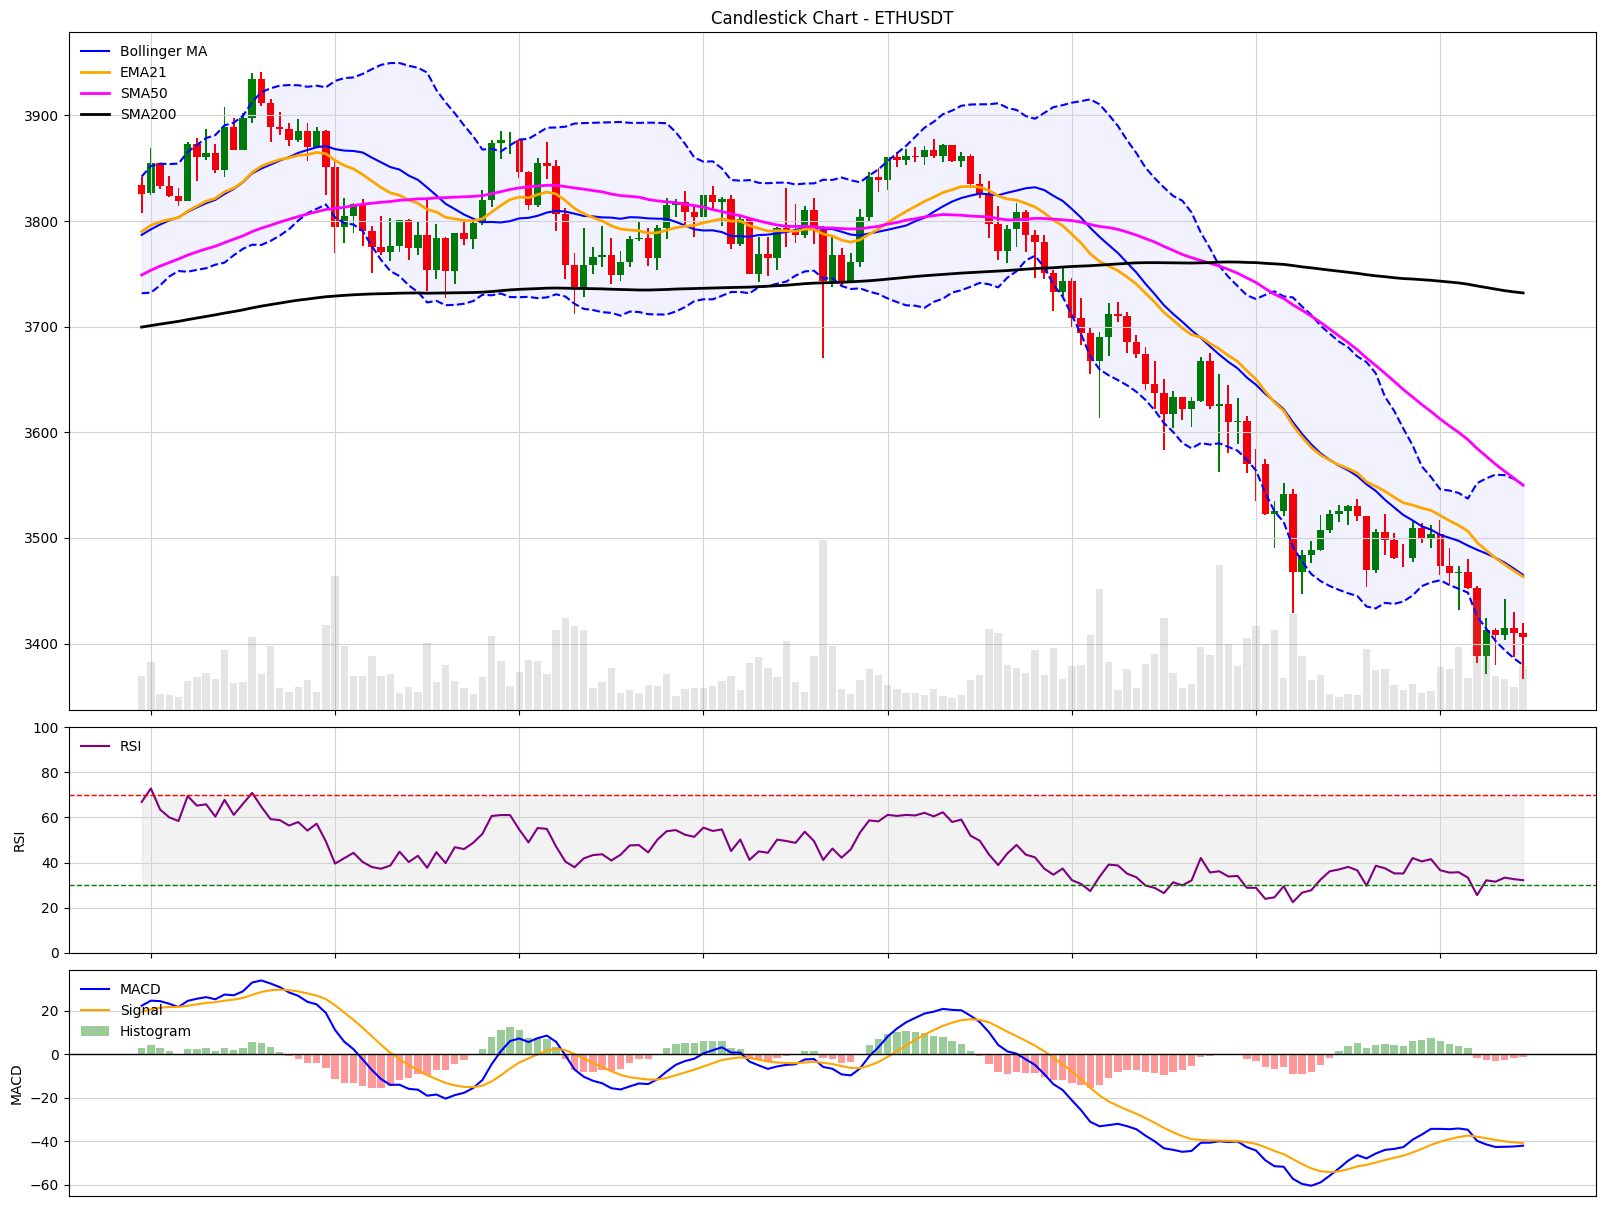 Candlestick Chart - ETHUSDT
Bollinger MA
EMA21
SMA50
SMA200
3900
3800
3700
3600
3500
3400
RSI
100
80
60
40
20
0
RSI
MACD
Signal
Histogram
20
0
−20
−40
−60
MACD